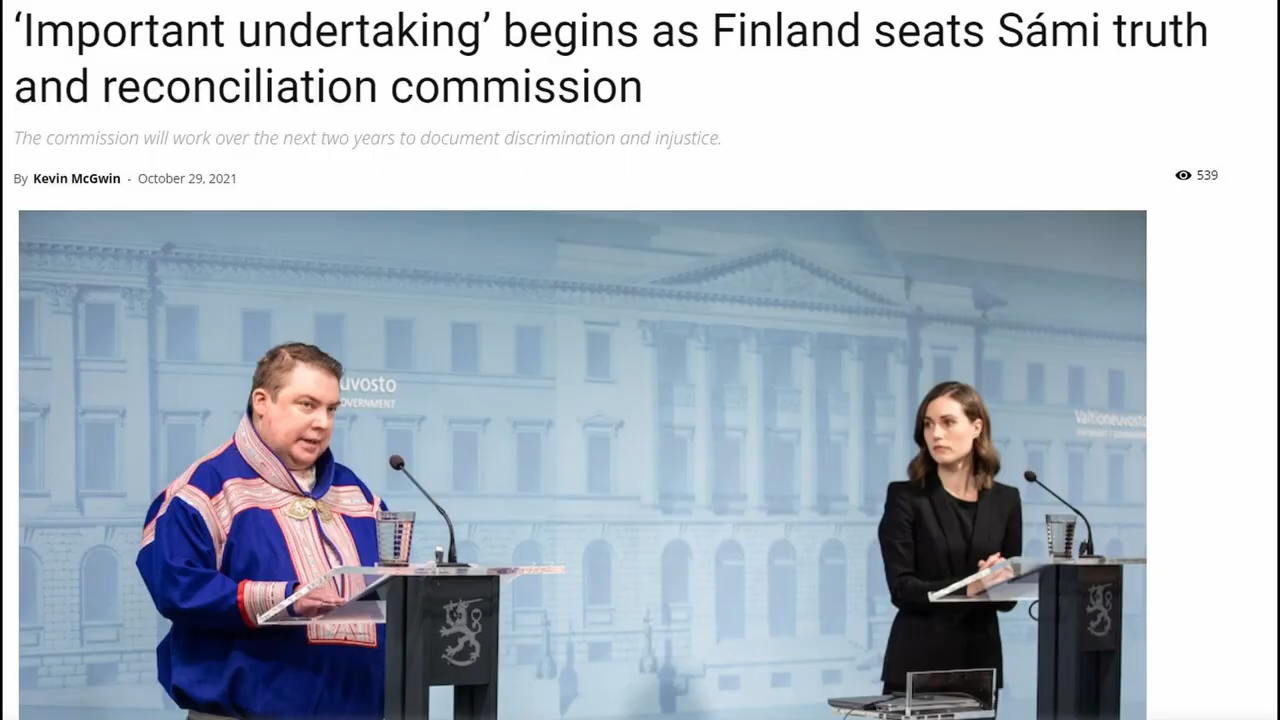 ‘Important undertaking’ begins as Finland seats Sámi truth
and reconciliation commission
The commission will work over the next two years to document discrimination and injustice.
By Kevin McGwin - October 29, 2021
539
uvosto
OVERNMENT
Valtioneuvosto